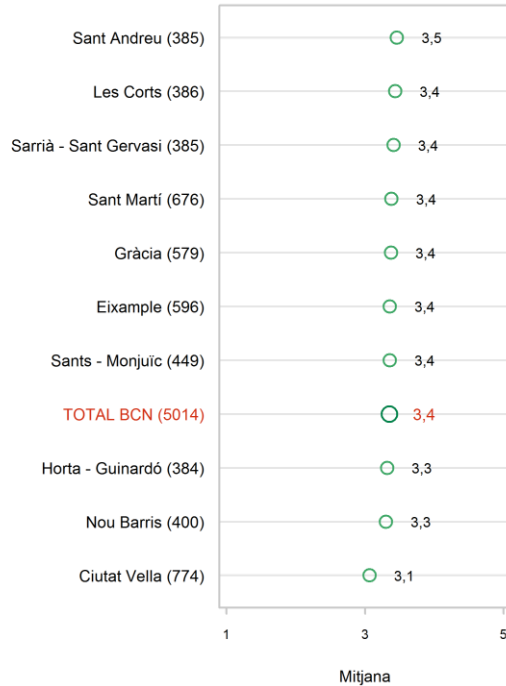 Sant Andreu (385) 3,5
Les Corts (386) 3,4
Sarrià - Sant Gervasi (385) 3,4
Sant Martí (676) 3,4
Gràcia (579) 3,4
Eixample (596) 3,4
Sants - Monjuïc (449) 3,4
TOTAL BCN (5014) 3,4
Horta - Guinardó (384) 3,3
Nou Barris (400) 3,3
Ciutat Vella (774) 3,1
1 3 5
Mitjana